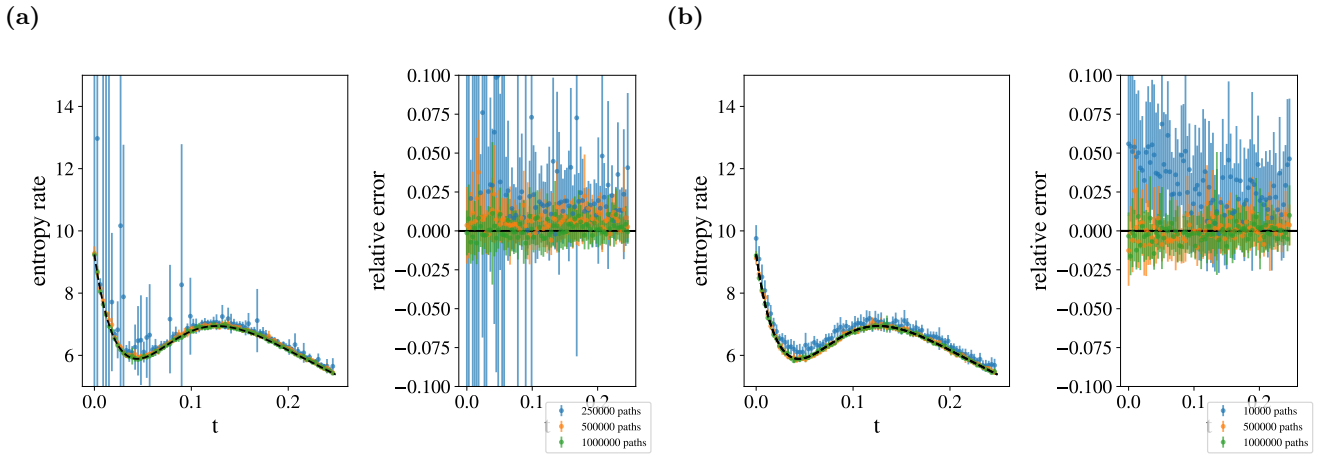 (a)
(b)
entropy rate
14
12
10
8
6
0.0
0.1
0.2
t
relative error
0.100
0.075
0.050
0.025
0.000
−0.025
−0.050
−0.075
−0.100
0.0
0.1
0.2
t
250000 paths
500000 paths
1000000 paths
entropy rate
14
12
10
8
6
0.0
0.1
0.2
t
relative error
0.100
0.075
0.050
0.025
0.000
−0.025
−0.050
−0.075
−0.100
0.0
0.1
0.2
t
10000 paths
500000 paths
1000000 paths